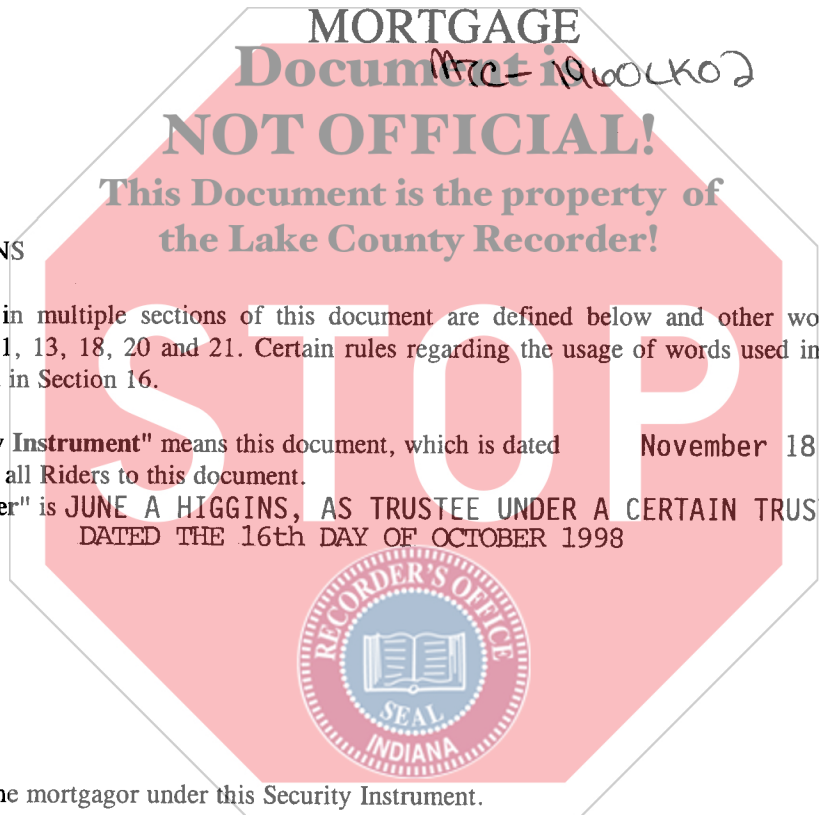 MORTGAGE
MTC- 1960LK02
Document is
NOT OFFICIAL!
This Document is the property of
the Lake County Recorder!
NS
in multiple sections of this document are defined below and other wo
1, 13, 18, 20 and 21. Certain rules regarding the usage of words used in
in Section 16.
y Instrument" means this document, which is dated November 18
all Riders to this document.
er" is JUNE A HIGGINS, AS TRUSTEE UNDER A CERTAIN TRUS
DATED THE 16th DAY OF OCTOBER 1998
STOP
RECORDER'S OFFICE
SEAL
INDIANA
he mortgagor under this Security Instrument.